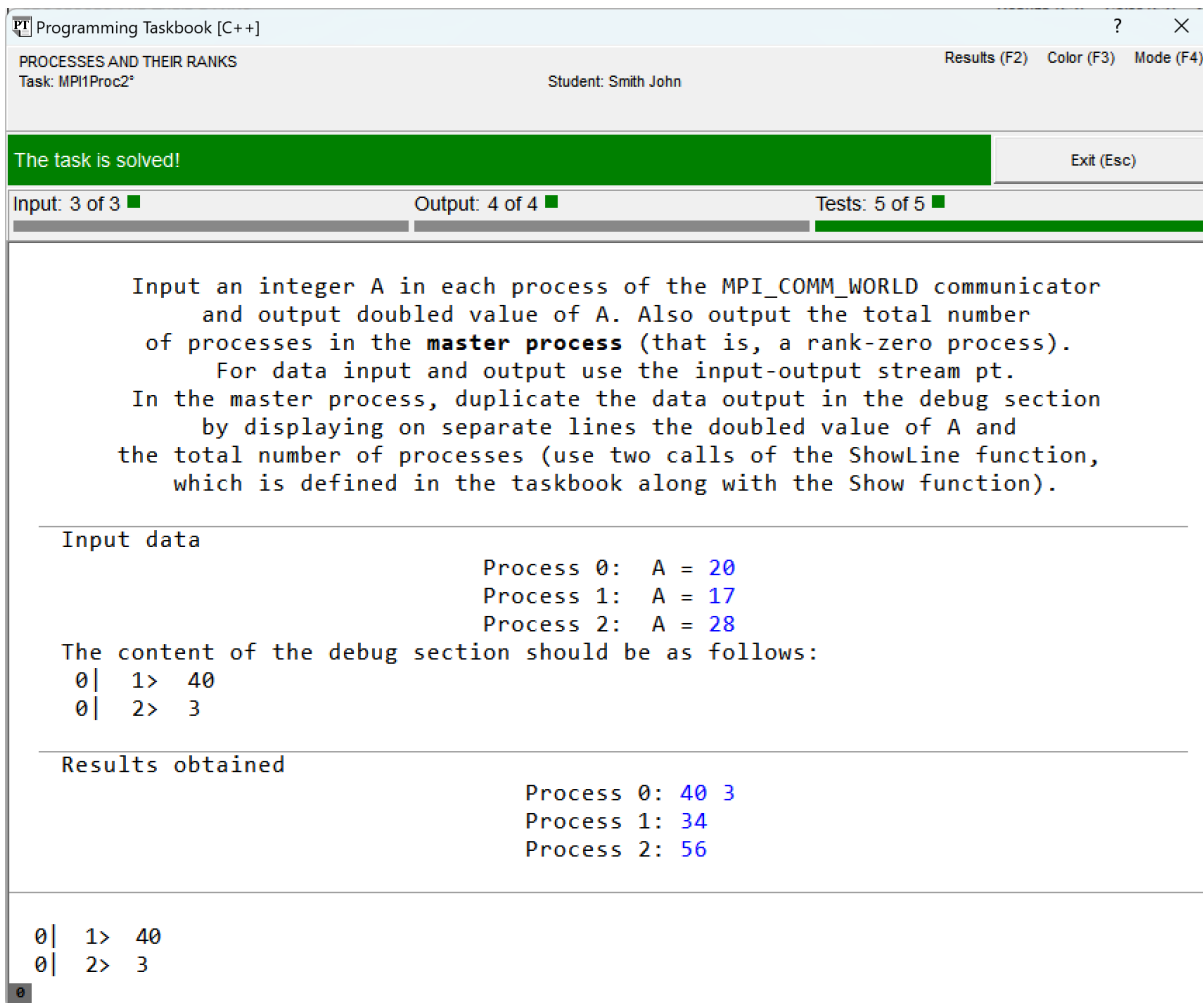 PT Programming Taskbook [C++] ? ×
PROCESSES AND THEIR RANKS Results (F2) Color (F3) Mode (F4)
Task: MPI1Proc2° Student: Smith John
The task is solved! Exit (Esc)
Input: 3 of 3 Output: 4 of 4 Tests: 5 of 5
Input an integer A in each process of the MPI_COMM_WORLD communicator
and output doubled value of A. Also output the total number
of processes in the master process (that is, a rank-zero process).
For data input and output use the input-output stream pt.
In the master process, duplicate the data output in the debug section
by displaying on separate lines the doubled value of A and
the total number of processes (use two calls of the ShowLine function,
which is defined in the taskbook along with the Show function).
Input data
Process 0: A = 20
Process 1: A = 17
Process 2: A = 28
The content of the debug section should be as follows:
0| 1> 40
0| 2> 3
Results obtained
Process 0: 40 3
Process 1: 34
Process 2: 56
0| 1> 40
0| 2> 3
0